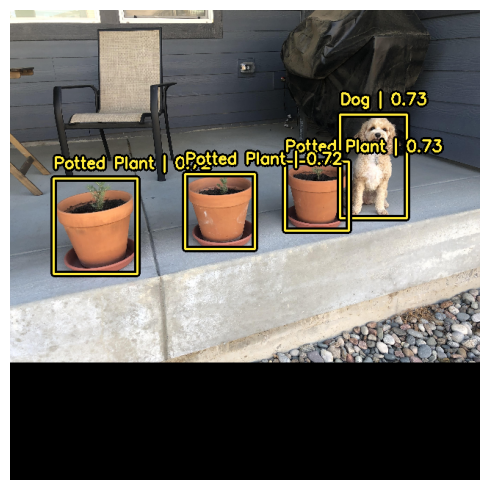 Dog | 0.73
Potted Plant | 0.73
Potted Plant | 0.72
Potted Plant |